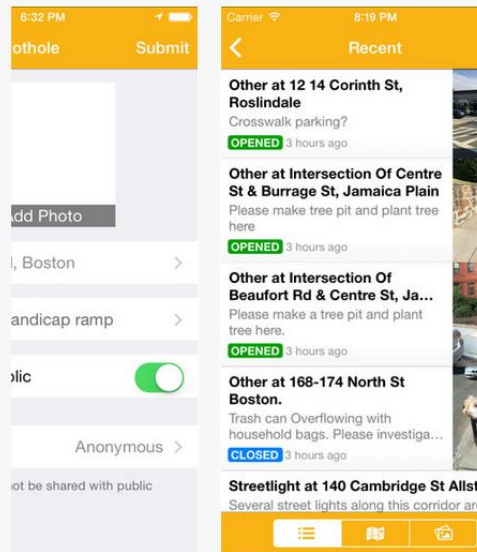 6:32 PM
othole
Submit
Add Photo
, Boston
andicap ramp
blic
Anonymous
ot be shared with public
Carrier
8:19 PM
Recent
Other at 12 14 Corinth St,
Roslindale
Crosswalk parking?
OPENED 3 hours ago
Other at Intersection Of Centre
St & Burrage St, Jamaica Plain
Please make tree pit and plant tree
here
OPENED 3 hours ago
Other at Intersection Of
Beaufort Rd & Centre St, Ja...
Please make a tree pit and plant
tree here.
OPENED 3 hours ago
Other at 168-174 North St
Boston.
Trash can Overflowing with
household bags. Please investiga...
CLOSED 3 hours ago
Streetlight at 140 Cambridge St Allst
Several street lights along this corridor are